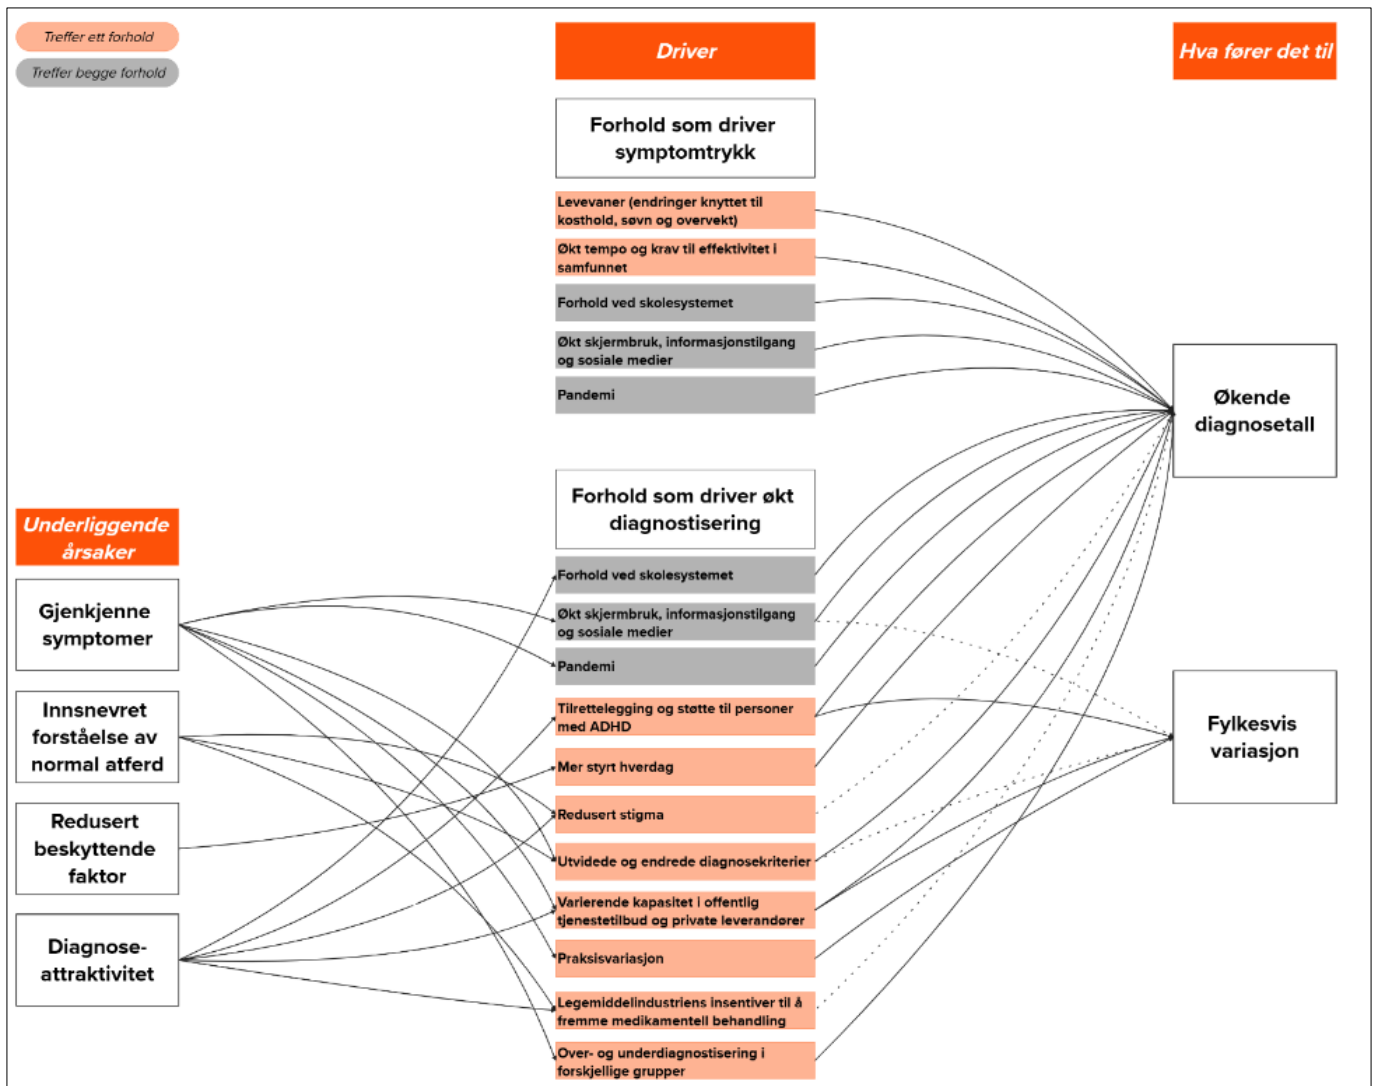 Treffer ett forhold
Treffer begge forhold
Driver
Hva fører det til
Forhold som driver
symptomtrykk
Levevaner (endringer knyttet til
kosthold, søvn og overvekt)
Økt tempo og krav til effektivitet i
samfunnet
Forhold ved skolesystemet
Økt skjermbruk, informasjonstilgang
og sosiale medier
Pandemi
Økende
diagnosetall
Forhold som driver økt
diagnostisering
Underliggende
årsaker
Gjenkjenne
symptomer
Innsnevret
forståelse av
normal atferd
Redusert
beskyttende
faktor
Diagnose-
attraktivitet
Forhold ved skolesystemet
Økt skjermbruk, informasjonstilgang
og sosiale medier
Pandemi
Tilrettelegging og støtte til personer
med ADHD
Mer styrt hverdag
Redusert stigma
Utvidede og endrede diagnosekriterier
Varierende kapasitet i offentlig
tjenestetilbud og private leverandører
Praksisvariasjon
Legemiddelindustriens insentiver til å
fremme medikamentell behandling
Over- og underdiagnostisering i
forskjellige grupper
Fylkesvis
variasjon